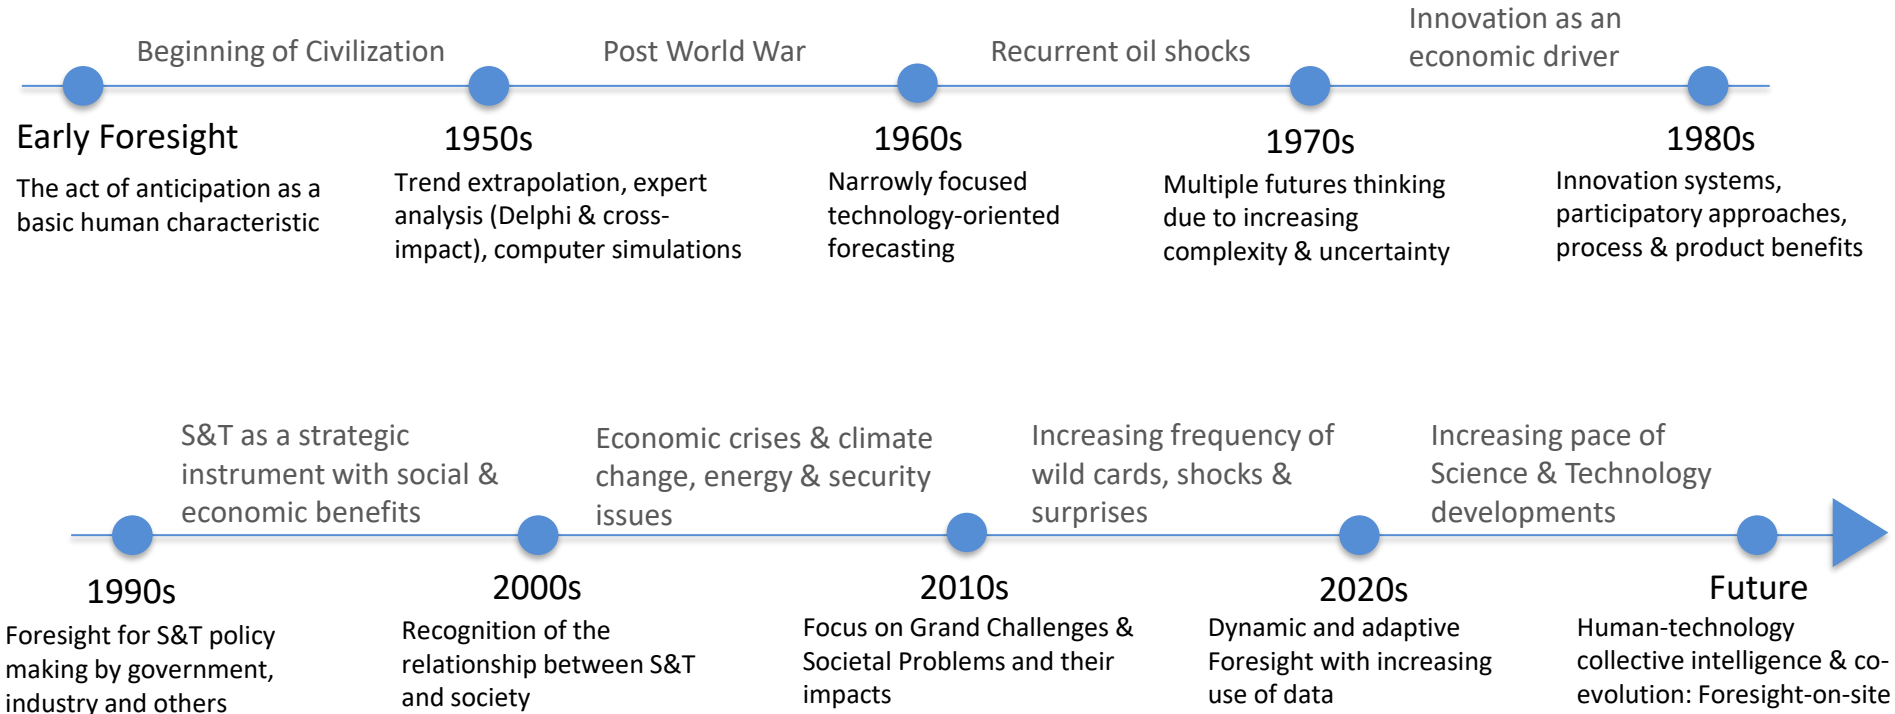 Beginning of Civilization
Post World War
Recurrent oil shocks
Innovation as an
economic driver
Early Foresight
The act of anticipation as a
basic human characteristic
1950s
Trend extrapolation, expert
analysis (Delphi & cross-
impact), computer simulations
1960s
Narrowly focused
technology-oriented
forecasting
1970s
Multiple futures thinking
due to increasing
complexity & uncertainty
1980s
Innovation systems,
participatory approaches,
process & product benefits
S&T as a strategic
instrument with social &
economic benefits
Economic crises & climate
change, energy & security
issues
Increasing frequency of
wild cards, shocks &
surprises
Increasing pace of
Science & Technology
developments
1990s
Foresight for S&T policy
making by government,
industry and others
2000s
Recognition of the
relationship between S&T
and society
2010s
Focus on Grand Challenges &
Societal Problems and their
impacts
2020s
Dynamic and adaptive
Foresight with increasing
use of data
Future
Human-technology
collective intelligence & co-
evolution: Foresight-on-site